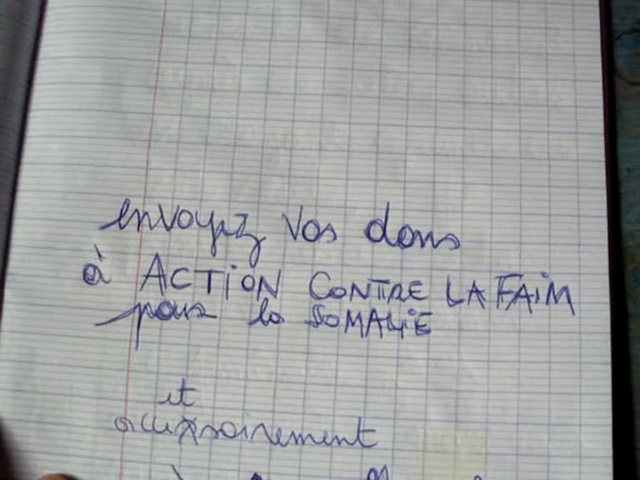 envoyez vos dons
à ACTION CONTRE LA FAiM
pour la SOMALiE
et